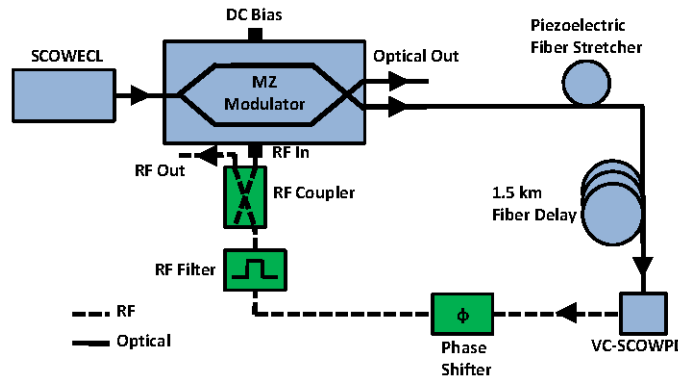 DC Bias
SCOWECL
MZ
Modulator
Optical Out
Piezoelectric
Fiber Stretcher
RF In
RF Out
RF Coupler
1.5 km
Fiber Delay
RF Filter
RF
Optical
ϕ
Phase
Shifter
VC-SCOWPD